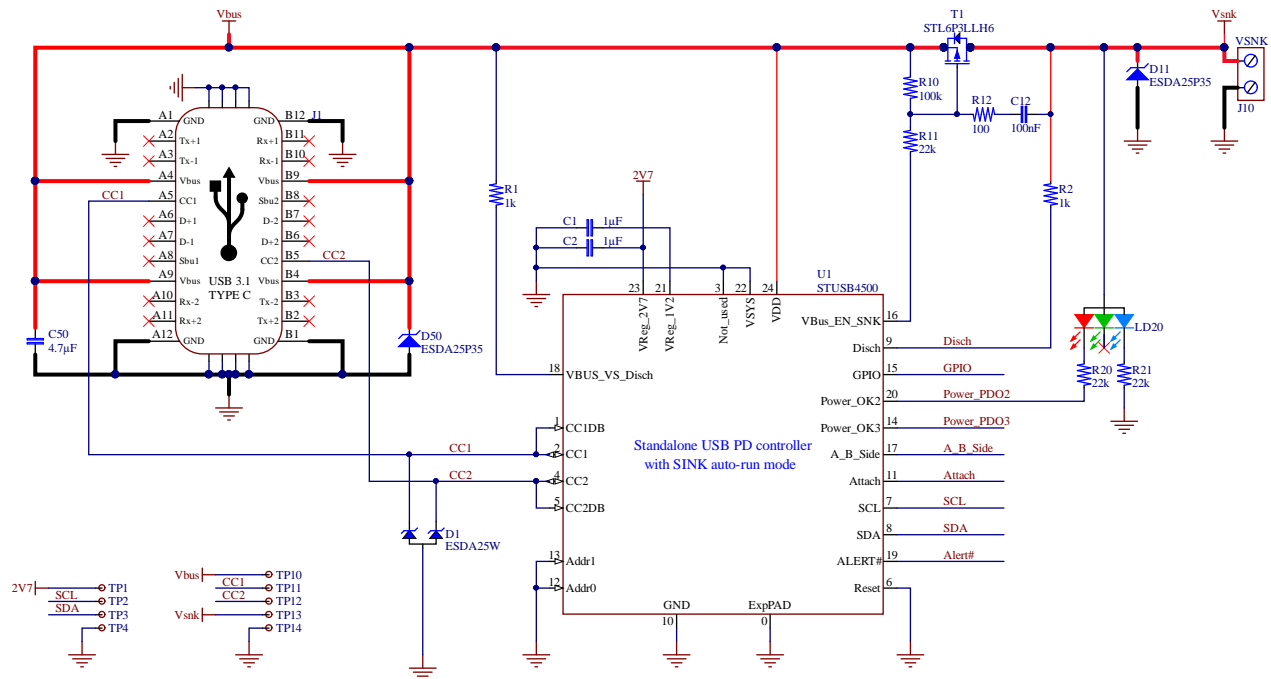 Vbus
T1
STL6P3LLH6
Vsnk
VSNK
J10
D11
ESDA25P35
R10
100k
R12
100
C12
100nF
R11
22k
R2
1k
R1
1k
2V7
C1
1µF
C2
1µF
J1
A1
GND
GND
B12
A2
Tx+1
Rx+1
B11
A3
Tx-1
Rx-1
B10
A4
Vbus
Vbus
B9
CC1
A5
CC1
Sbu2
B8
A6
D+1
D-2
B7
A7
D-1
D+2
B6
A8
Sbu1
CC2
B5
CC2
A9
Vbus
Vbus
B4
USB 3.1
TYPE C
A10
Rx-2
Tx-2
B3
A11
Rx+2
Tx+2
B2
A12
GND
GND
B1
C50
4.7µF
D50
ESDA25P35
U1
STUSB4500
23
21
3
22
24
VReg_2V7
VReg_1V2
Not_used
VSYS
VDD
VBus_EN_SNK
16
Disch
9
Disch
18
VBUS_VS_Disch
GPIO
15
GPIO
Power_OK2
20
Power_PDO2
1
CC1DB
Power_OK3
14
Power_PDO3
CC1
2
CC1
A_B_Side
17
A_B_Side
CC2
4
CC2
Attach
11
Attach
5
CC2DB
SCL
7
SCL
SDA
8
SDA
13
Addr1
ALERT#
19
Alert#
12
Addr0
Reset
6
Standalone USB PD controller
with SINK auto-run mode
GND
10
ExpPAD
0
LD20
R20
22k
R21
22k
D1
ESDA25W
2V7
TP1
SCL
TP2
SDA
TP3
TP4
Vbus
TP10
CC1
TP11
CC2
TP12
Vsnk
TP13
TP14